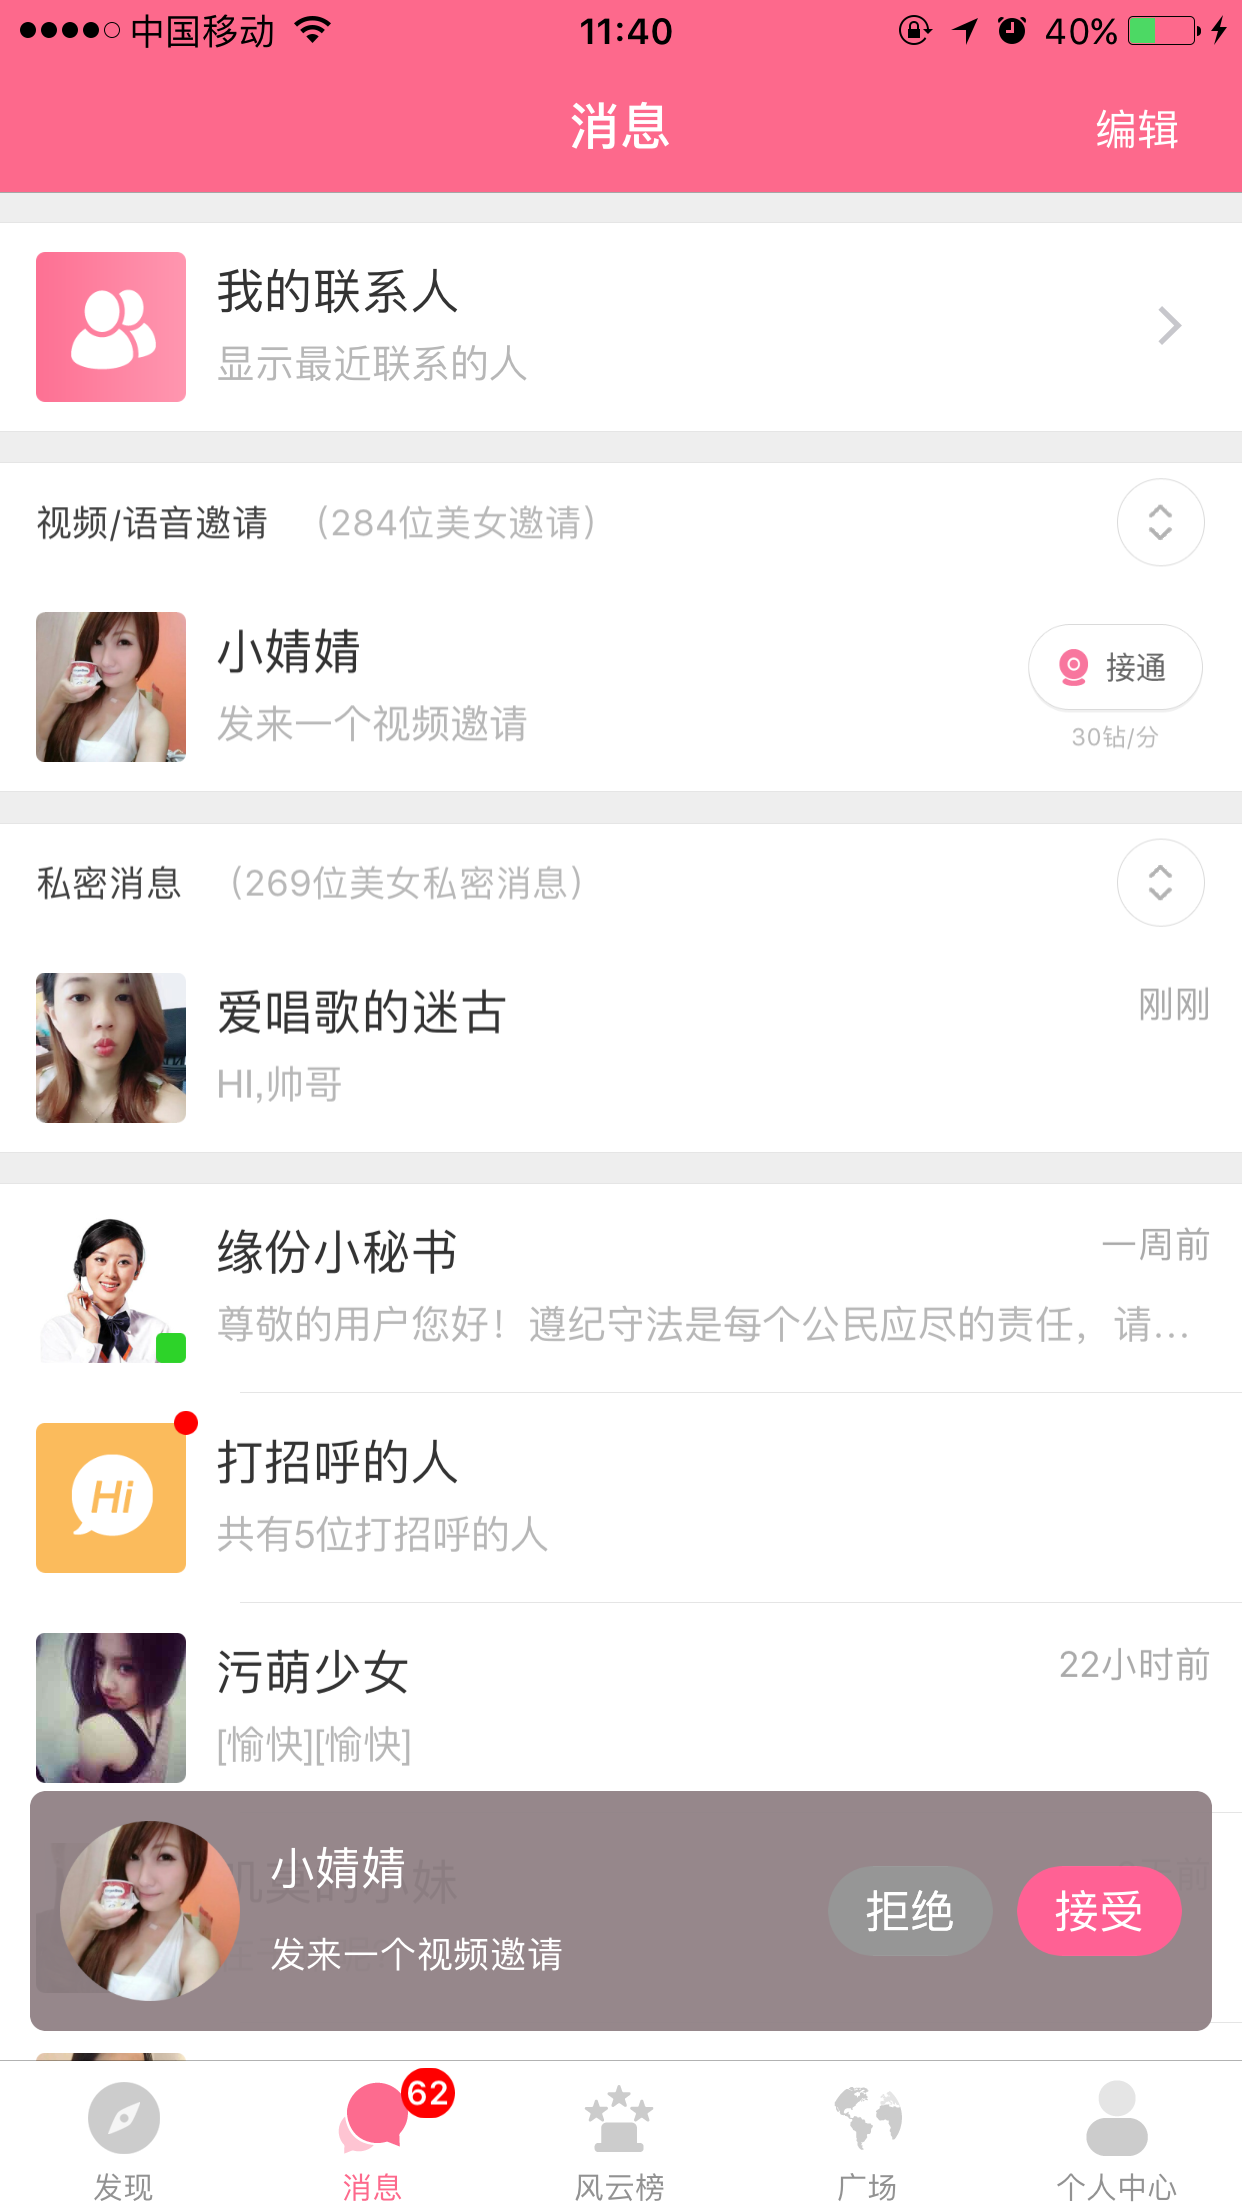 中国移动 11:40 40%
消息 编辑
我的联系人
显示最近联系的人
视频/语音邀请 (284位美女邀请)
小婧婧
接通
发来一个视频邀请
30钻/分
私密消息 (269位美女私密消息)
爱唱歌的迷古 刚刚
HI,帅哥
缘份小秘书 一周前
尊敬的用户您好！遵纪守法是每个公民应尽的责任，请...
Hi
打招呼的人
共有5位打招呼的人
污萌少女 22小时前
[愉快][愉快]
小婧婧
发来一个视频邀请
拒绝 接受
62
发现 消息 风云榜 广场 个人中心